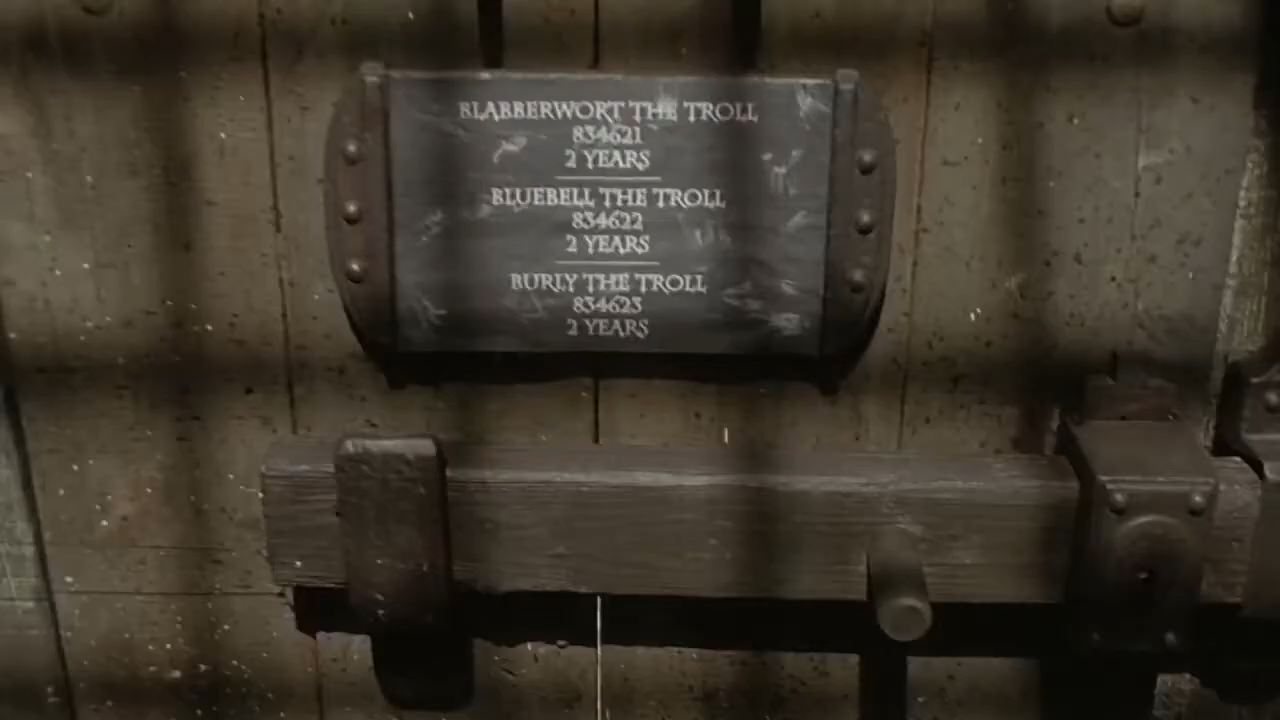 BLABBERWORT THE TROLL
834621
2 YEARS
BLUEBELL THE TROLL
834622
2 YEARS
BURLY THE TROLL
834623
2 YEARS